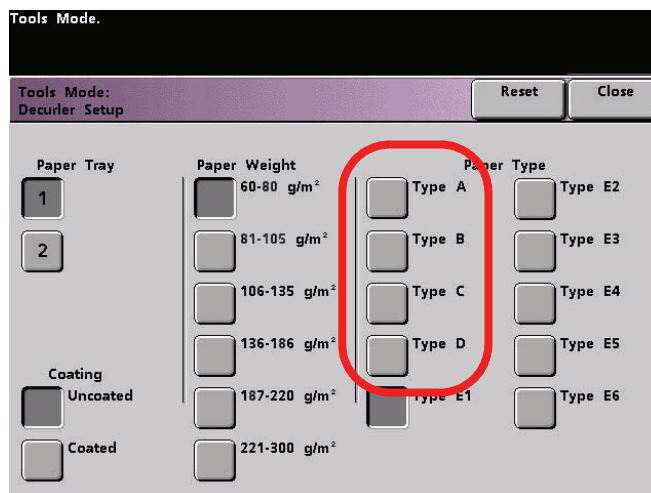 Tools Mode.
Tools Mode:
Decurler Setup
Reset
Close
Paper Tray
1
2
Coating
Uncoated
Coated
Paper Weight
60-80 g/m²
81-105 g/m²
106-135 g/m²
136-186 g/m²
187-220 g/m²
221-300 g/m²
Paper Type
Type A
Type B
Type C
Type D
Type E1
Type E2
Type E3
Type E4
Type E5
Type E6